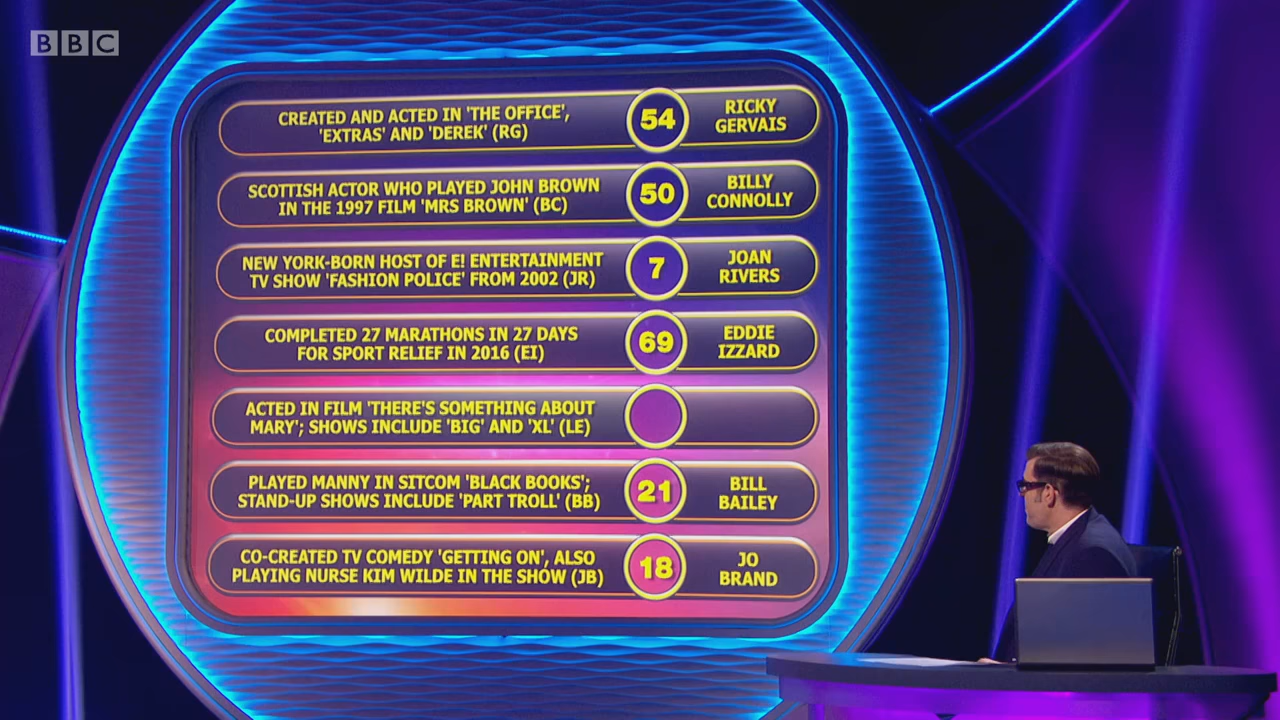 BBC
CREATED AND ACTED IN 'THE OFFICE',
'EXTRAS' AND 'DEREK' (RG)
54
RICKY
GERVAIS
SCOTTISH ACTOR WHO PLAYED JOHN BROWN
IN THE 1997 FILM 'MRS BROWN' (BC)
50
BILLY
CONNOLLY
NEW YORK-BORN HOST OF E! ENTERTAINMENT
TV SHOW 'FASHION POLICE' FROM 2002 (JR)
7
JOAN
RIVERS
COMPLETED 27 MARATHONS IN 27 DAYS
FOR SPORT RELIEF IN 2016 (EI)
69
EDDIE
IZZARD
ACTED IN FILM 'THERE'S SOMETHING ABOUT
MARY'; SHOWS INCLUDE 'BIG' AND 'XL' (LE)
PLAYED MANNY IN SITCOM 'BLACK BOOKS';
STAND-UP SHOWS INCLUDE 'PART TROLL' (BB)
21
BILL
BAILEY
CO-CREATED TV COMEDY 'GETTING ON', ALSO
PLAYING NURSE KIM WILDE IN THE SHOW (JB)
18
JO
BRAND